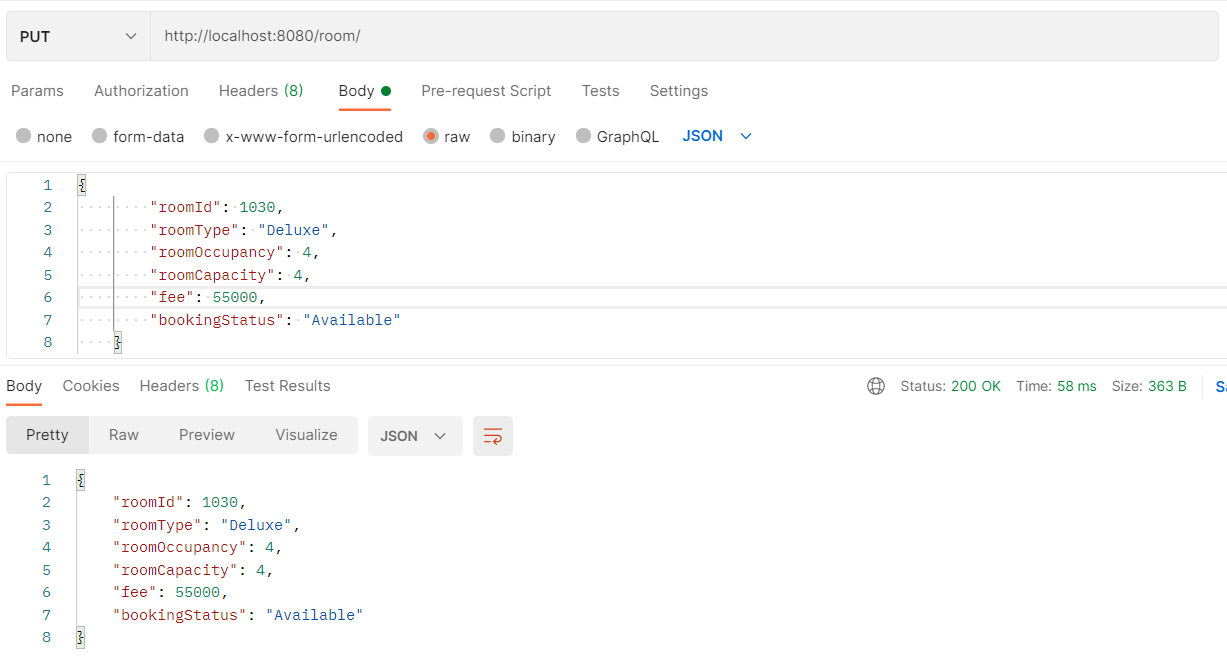 PUT http://localhost:8080/room/
Params Authorization Headers (8) Body Pre-request Script Tests Settings
none form-data x-www-form-urlencoded raw binary GraphQL JSON
1 {
2 "roomId": 1030,
3 "roomType": "Deluxe",
4 "roomOccupancy": 4,
5 "roomCapacity": 4,
6 "fee": 55000,
7 "bookingStatus": "Available"
8 }
Body Cookies Headers (8) Test Results Status: 200 OK Time: 58 ms Size: 363 B
Pretty Raw Preview Visualize JSON
1 {
2 "roomId": 1030,
3 "roomType": "Deluxe",
4 "roomOccupancy": 4,
5 "roomCapacity": 4,
6 "fee": 55000,
7 "bookingStatus": "Available"
8 }